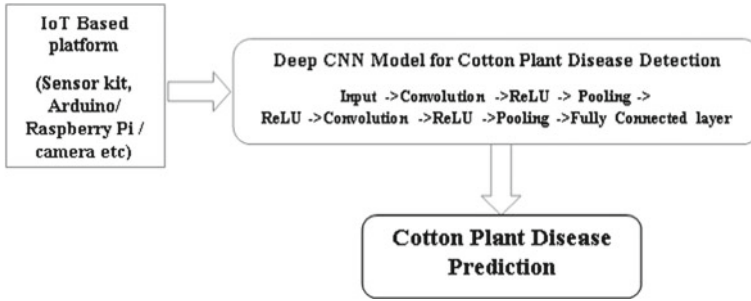 IoT Based
platform
(Sensor kit,
Arduino/
Raspberry Pi /
camera etc)
Deep CNN Model for Cotton Plant Disease Detection
Input ->Convolution ->ReLU -> Pooling ->
ReLU ->Convolution ->ReLU ->Pooling ->Fully Connected layer
Cotton Plant Disease
Prediction